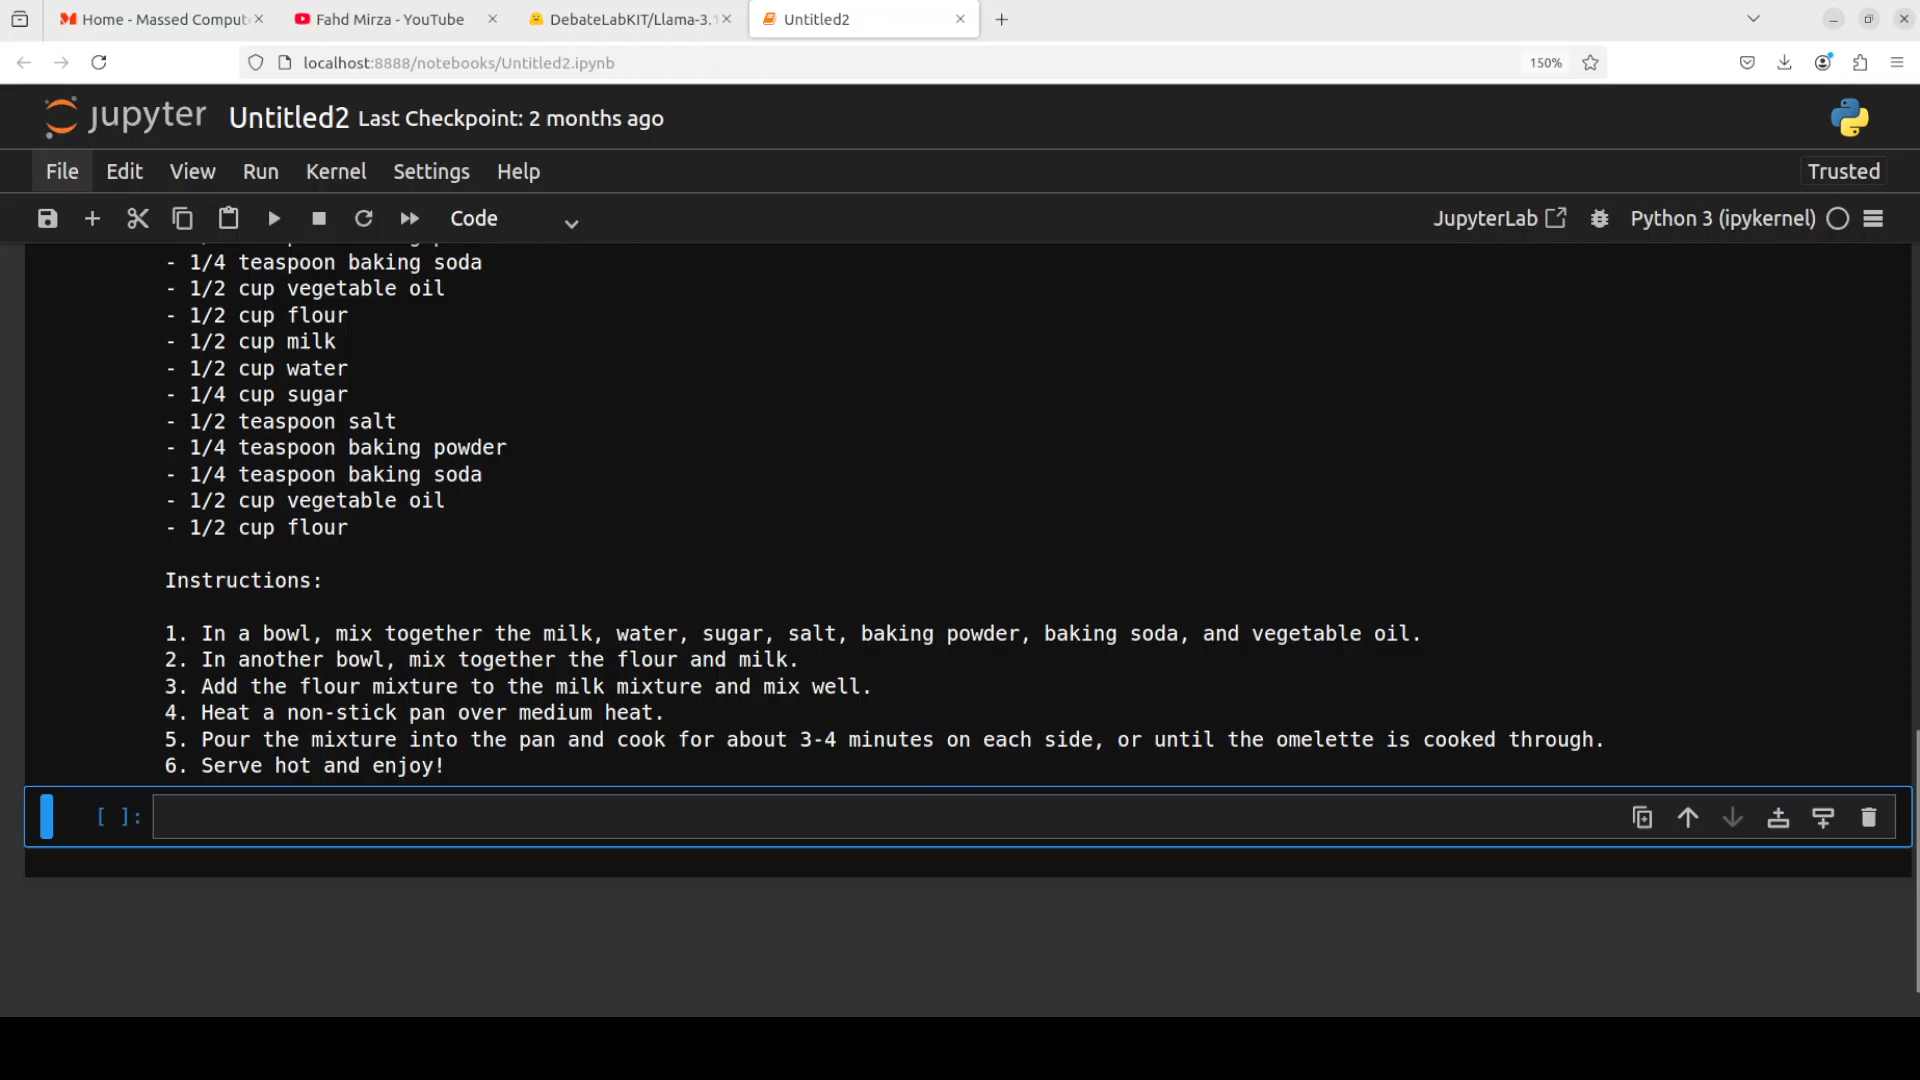 Home - Massed Comput
Fahd Mirza - YouTube
DebateLabKIT/Llama-3.1
Untitled2
localhost:8888/notebooks/Untitled2.ipynb
150%
jupyter
Untitled2 Last Checkpoint: 2 months ago
File Edit View Run Kernel Settings Help
Trusted
Code
JupyterLab
Python 3 (ipykernel)
- 1/4 teaspoon baking soda
- 1/2 cup vegetable oil
- 1/2 cup flour
- 1/2 cup milk
- 1/2 cup water
- 1/4 cup sugar
- 1/2 teaspoon salt
- 1/4 teaspoon baking powder
- 1/4 teaspoon baking soda
- 1/2 cup vegetable oil
- 1/2 cup flour
Instructions:
1. In a bowl, mix together the milk, water, sugar, salt, baking powder, baking soda, and vegetable oil.
2. In another bowl, mix together the flour and milk.
3. Add the flour mixture to the milk mixture and mix well.
4. Heat a non-stick pan over medium heat.
5. Pour the mixture into the pan and cook for about 3-4 minutes on each side, or until the omelette is cooked through.
6. Serve hot and enjoy!
[ ]: